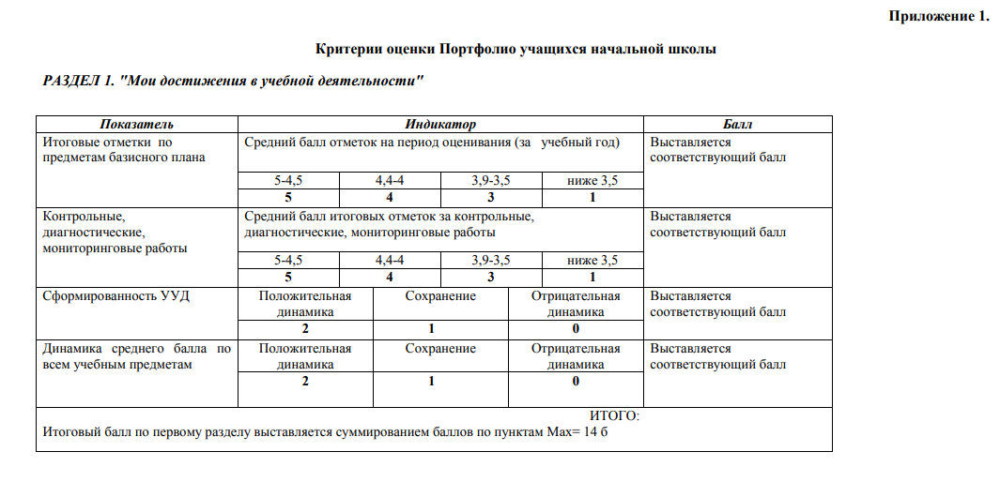 Приложение 1.
Критерии оценки Портфолио учащихся начальной школы
РАЗДЕЛ 1. "Мои достижения в учебной деятельности"
Показатель Индикатор Балл
Итоговые отметки по предметам базисного плана
Средний балл отметок на период оценивания (за учебный год)
5-4,5 4,4-4 3,9-3,5 ниже 3,5
5 4 3 1
Выставляется
соответствующий балл
Контрольные,
диагностические,
мониторинговые работы
Средний балл итоговых отметок за контрольные,
диагностические, мониторинговые работы
5-4,5 4,4-4 3,9-3,5 ниже 3,5
5 4 3 1
Выставляется
соответствующий балл
Сформированность УУД
Положительная
динамика
Сохранение
Отрицательная
динамика
2 1 0
Выставляется
соответствующий балл
Динамика среднего балла по
всем учебным предметам
Положительная
динамика
Сохранение
Отрицательная
динамика
2 1 0
Выставляется
соответствующий балл
ИТОГО:
Итоговый балл по первому разделу выставляется суммированием баллов по пунктам Мах= 14 б